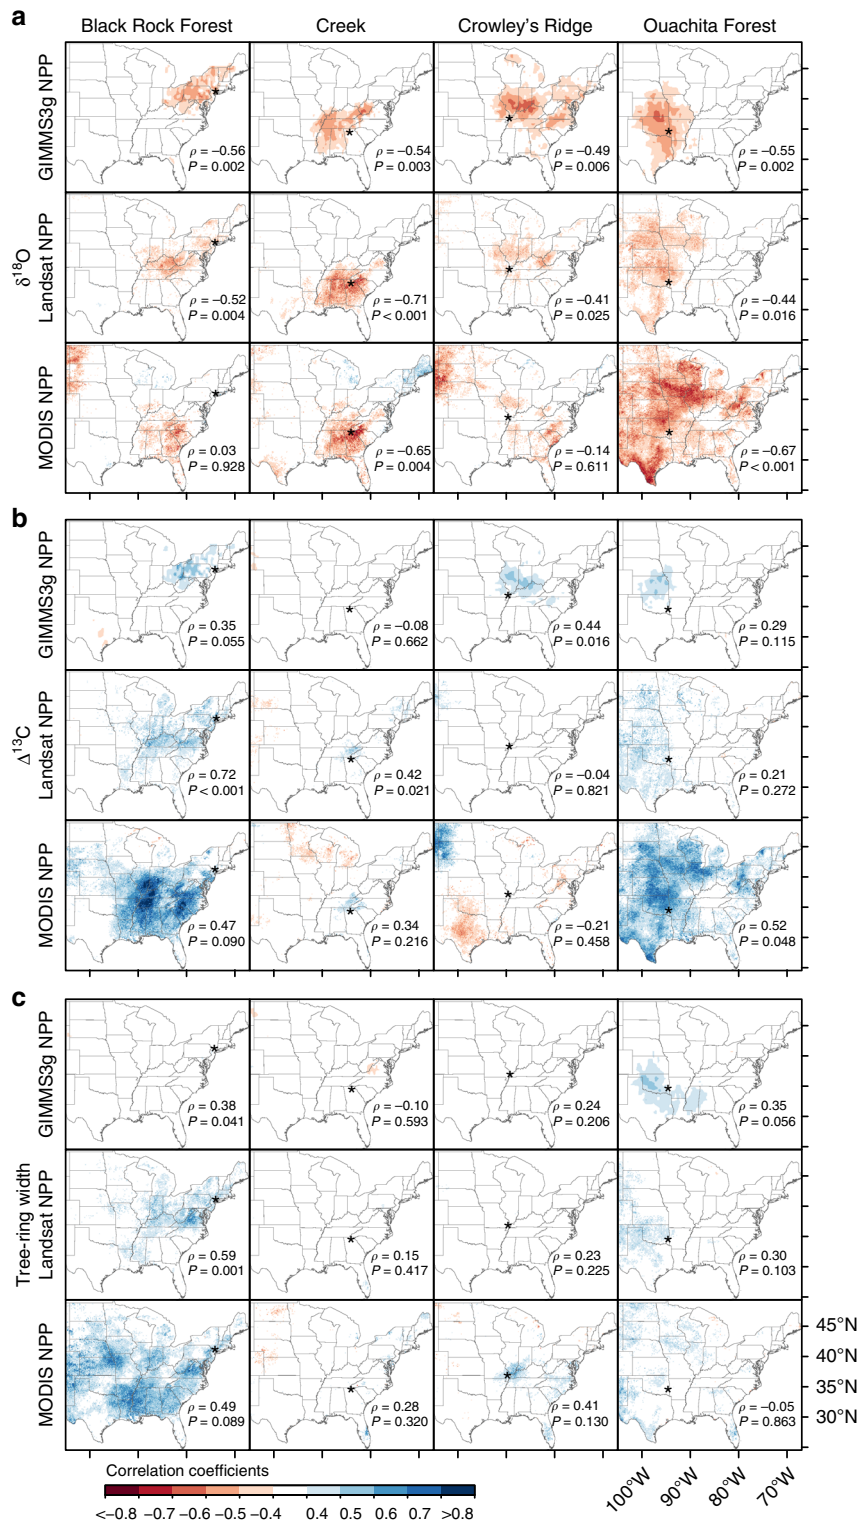 a
Black Rock Forest Creek Crowley's Ridge Ouachita Forest
GIMMS3g NPP
ρ = −0.56
P = 0.002
ρ = −0.54
P = 0.003
ρ = −0.49
P = 0.006
ρ = −0.55
P = 0.002
δ18O
Landsat NPP
ρ = −0.52
P = 0.004
ρ = −0.71
P < 0.001
ρ = −0.41
P = 0.025
ρ = −0.44
P = 0.016
MODIS NPP
ρ = 0.03
P = 0.928
ρ = −0.65
P = 0.004
ρ = −0.14
P = 0.611
ρ = −0.67
P < 0.001
b
GIMMS3g NPP
ρ = 0.35
P = 0.055
ρ = −0.08
P = 0.662
ρ = 0.44
P = 0.016
ρ = 0.29
P = 0.115
Δ13C
Landsat NPP
ρ = 0.72
P < 0.001
ρ = 0.42
P = 0.021
ρ = −0.04
P = 0.821
ρ = 0.21
P = 0.272
MODIS NPP
ρ = 0.47
P = 0.090
ρ = 0.34
P = 0.216
ρ = −0.21
P = 0.458
ρ = 0.52
P = 0.048
c
GIMMS3g NPP
ρ = 0.38
P = 0.041
ρ = −0.10
P = 0.593
ρ = 0.24
P = 0.206
ρ = 0.35
P = 0.056
Tree-ring width
Landsat NPP
ρ = 0.59
P = 0.001
ρ = 0.15
P = 0.417
ρ = 0.23
P = 0.225
ρ = 0.30
P = 0.103
MODIS NPP
ρ = 0.49
P = 0.089
ρ = 0.28
P = 0.320
ρ = 0.41
P = 0.130
ρ = −0.05
P = 0.863
45°N
40°N
35°N
30°N
100°W
90°W
80°W
70°W
Correlation coefficients
<−0.8 −0.7 −0.6 −0.5 −0.4 0.4 0.5 0.6 0.7 >0.8